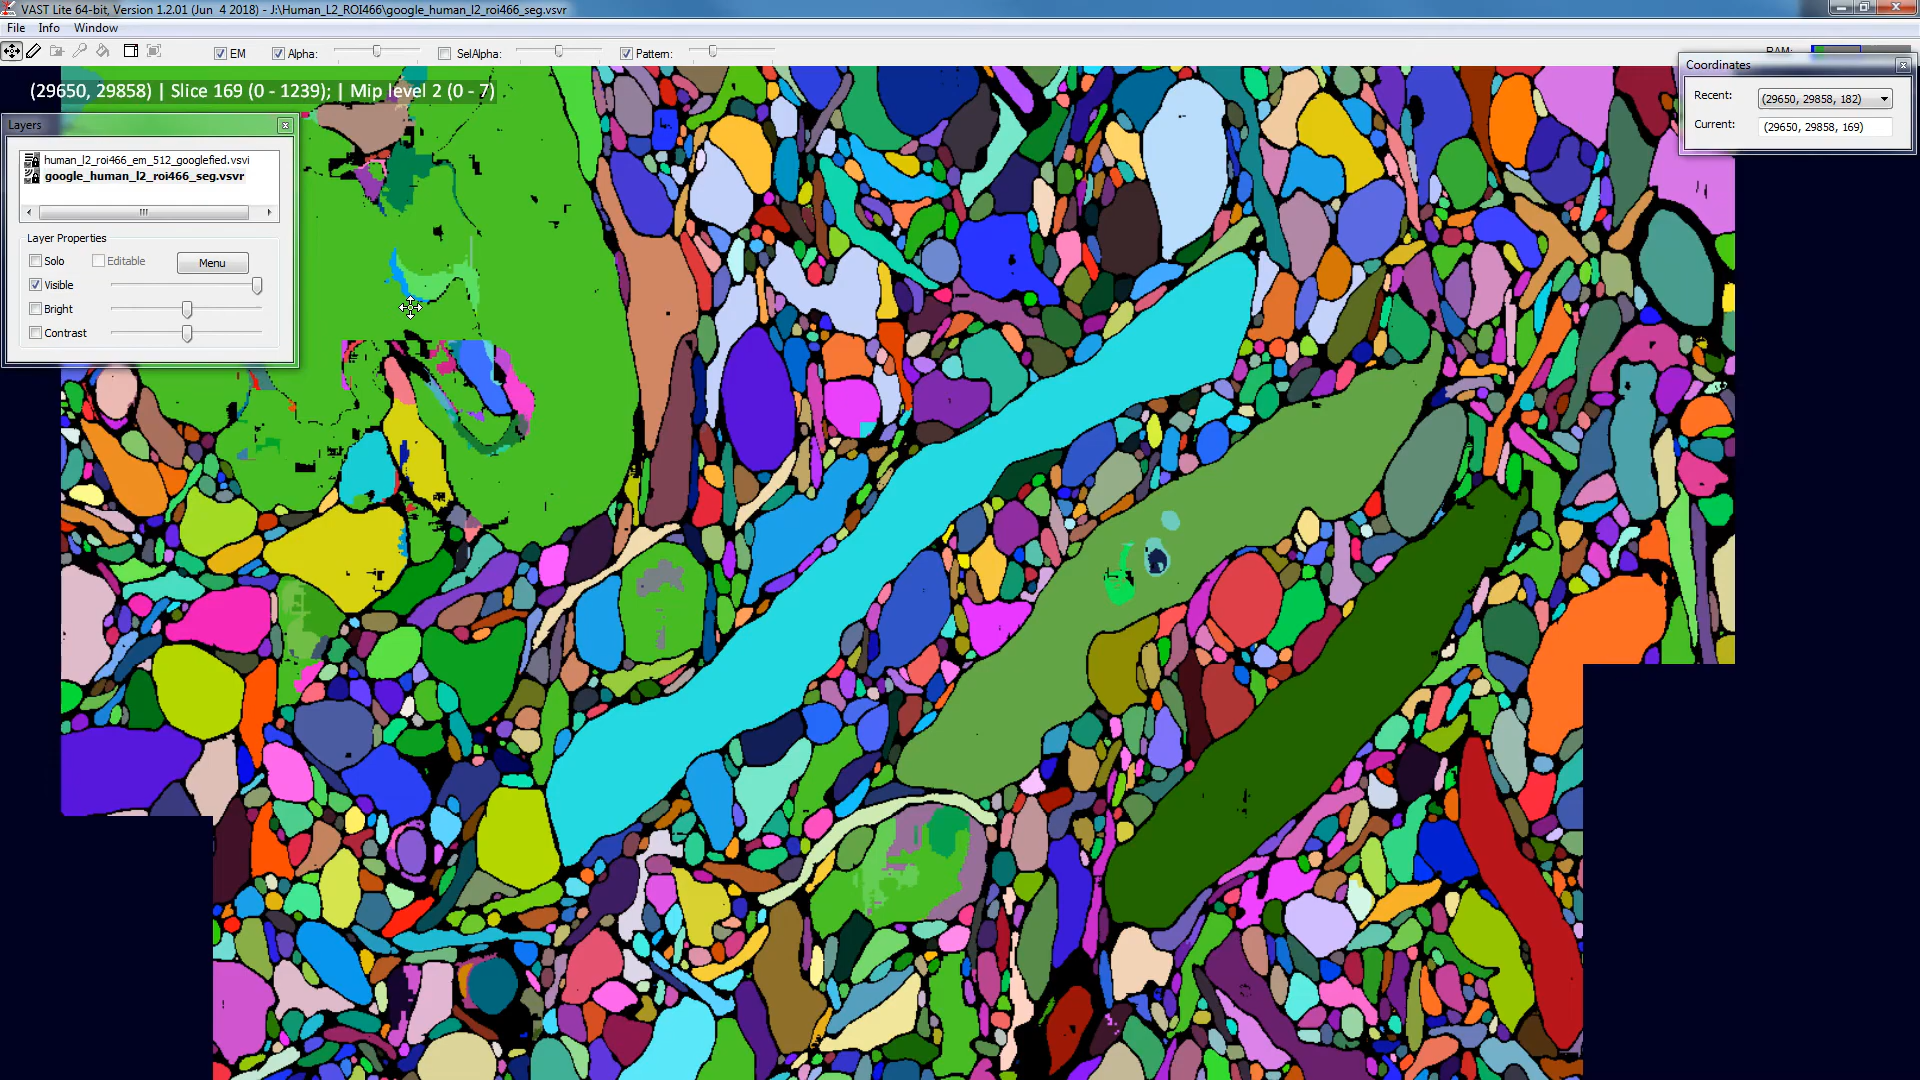 VAST Lite 64-bit, Version 1.2.01 (Jun  4 2018) - J:\Human_L2_ROI466\google_human_l2_roi466_seg.vsvr
File Info Window
EM Alpha: SelAlpha: Pattern: RAM:
(29650, 29858) | Slice 169 (0 - 1239); | Mip level 2 (0 - 7)
Coordinates
Recent: (29650, 29858, 182)
Current: (29650, 29858, 169)
Layers
human_l2_roi466_em_512_googlefied.vsvi
google_human_l2_roi466_seg.vsvr
Layer Properties
Solo Editable Menu
Visible
Bright
Contrast